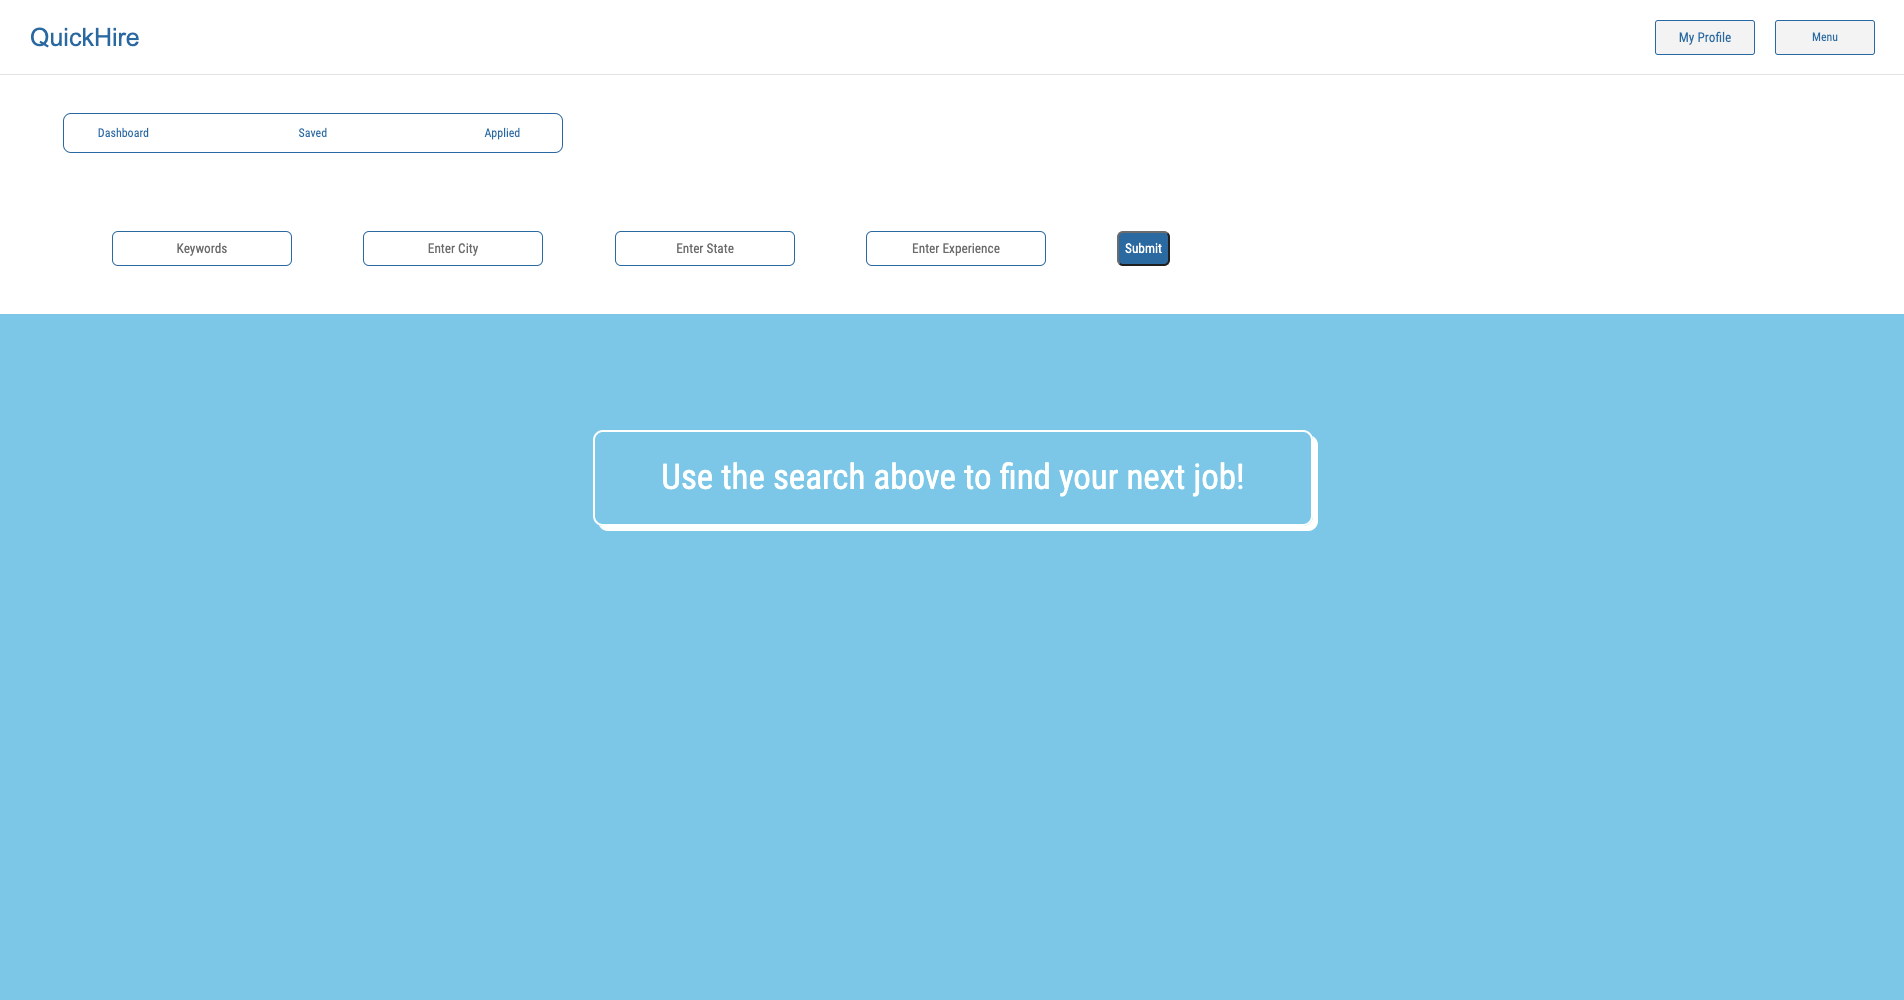 QuickHire
My Profile
Menu
Dashboard
Saved
Applied
Keywords
Enter City
Enter State
Enter Experience
Submit
Use the search above to find your next job!